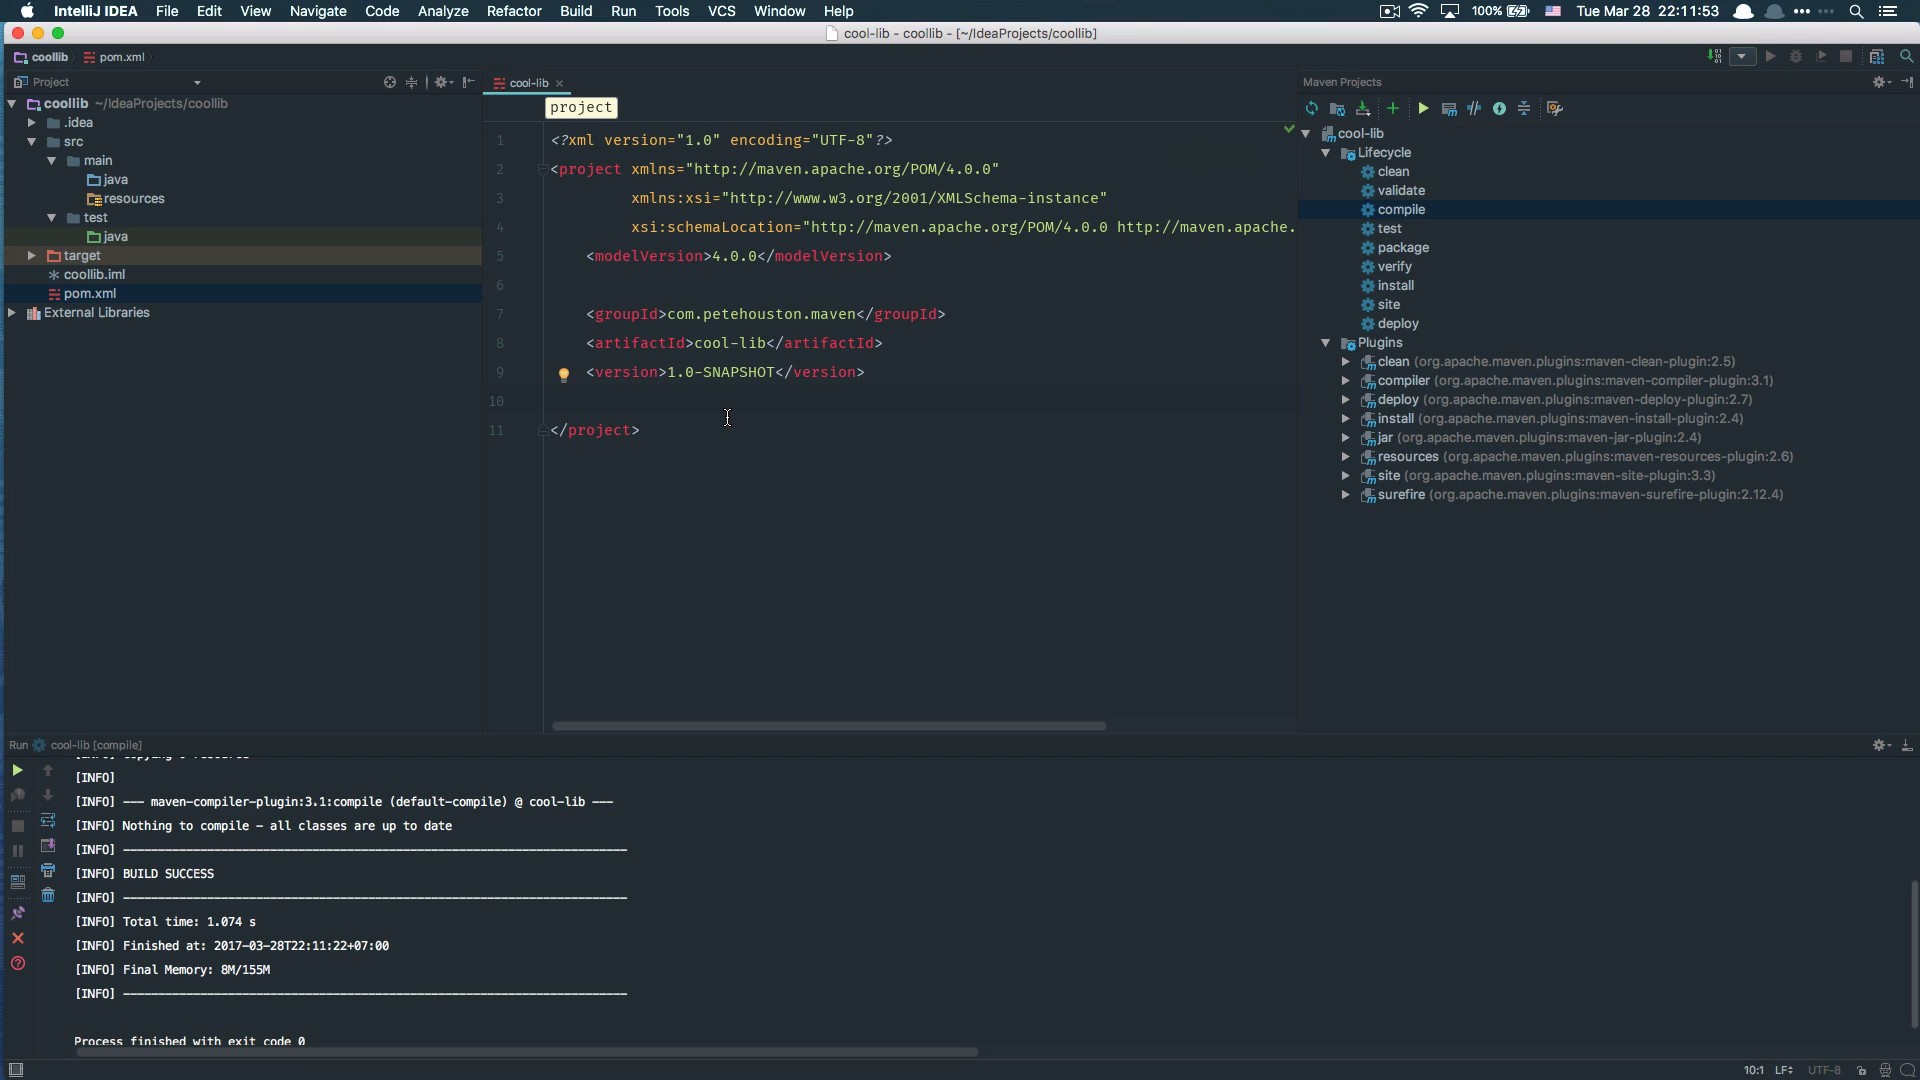 IntelliJ IDEA File Edit View Navigate Code Analyze Refactor Build Run Tools VCS Window Help 100% Tue Mar 28 22:11:53
cool-lib - coollib - [~/IdeaProjects/coollib]
coollib pom.xml
Project
coollib ~/IdeaProjects/coollib
.idea
src
main
java
resources
test
java
target
coollib.iml
pom.xml
External Libraries
cool-lib
project
1 <?xml version="1.0" encoding="UTF-8"?>
2 <project xmlns="http://maven.apache.org/POM/4.0.0"
3 xmlns:xsi="http://www.w3.org/2001/XMLSchema-instance"
4 xsi:schemaLocation="http://maven.apache.org/POM/4.0.0 http://maven.apache.
5 <modelVersion>4.0.0</modelVersion>
6
7 <groupId>com.petehouston.maven</groupId>
8 <artifactId>cool-lib</artifactId>
9 <version>1.0-SNAPSHOT</version>
10
11 </project>
Maven Projects
cool-lib
Lifecycle
clean
validate
compile
test
package
verify
install
site
deploy
Plugins
clean (org.apache.maven.plugins:maven-clean-plugin:2.5)
compiler (org.apache.maven.plugins:maven-compiler-plugin:3.1)
deploy (org.apache.maven.plugins:maven-deploy-plugin:2.7)
install (org.apache.maven.plugins:maven-install-plugin:2.4)
jar (org.apache.maven.plugins:maven-jar-plugin:2.4)
resources (org.apache.maven.plugins:maven-resources-plugin:2.6)
site (org.apache.maven.plugins:maven-site-plugin:3.3)
surefire (org.apache.maven.plugins:maven-surefire-plugin:2.12.4)
Run cool-lib [compile]
[INFO]
[INFO] --- maven-compiler-plugin:3.1:compile (default-compile) @ cool-lib ---
[INFO] Nothing to compile - all classes are up to date
[INFO] ------------------------------------------------------------------------
[INFO] BUILD SUCCESS
[INFO] ------------------------------------------------------------------------
[INFO] Total time: 1.074 s
[INFO] Finished at: 2017-03-28T22:11:22+07:00
[INFO] Final Memory: 8M/155M
[INFO] ------------------------------------------------------------------------
Process finished with exit code 0
10:1 LF÷ UTF-8